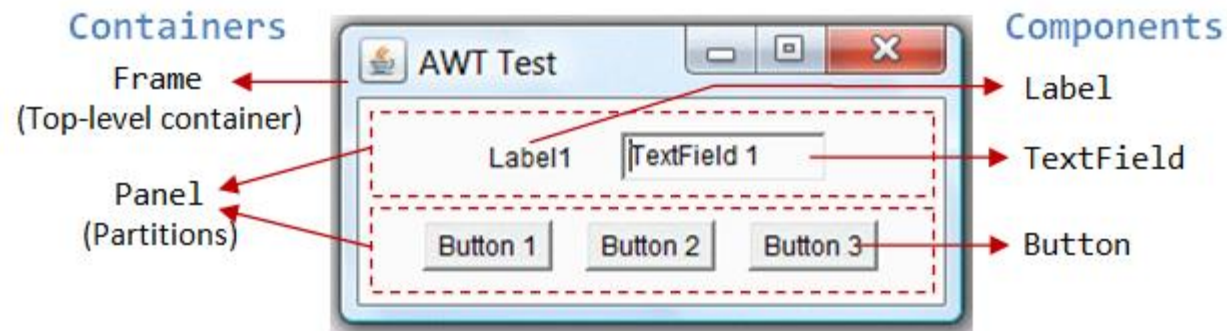 Containers
Components
AWT Test
Frame
(Top-level container)
Label
Label1
TextField 1
TextField
Panel
(Partitions)
Button 1
Button 2
Button 3
Button